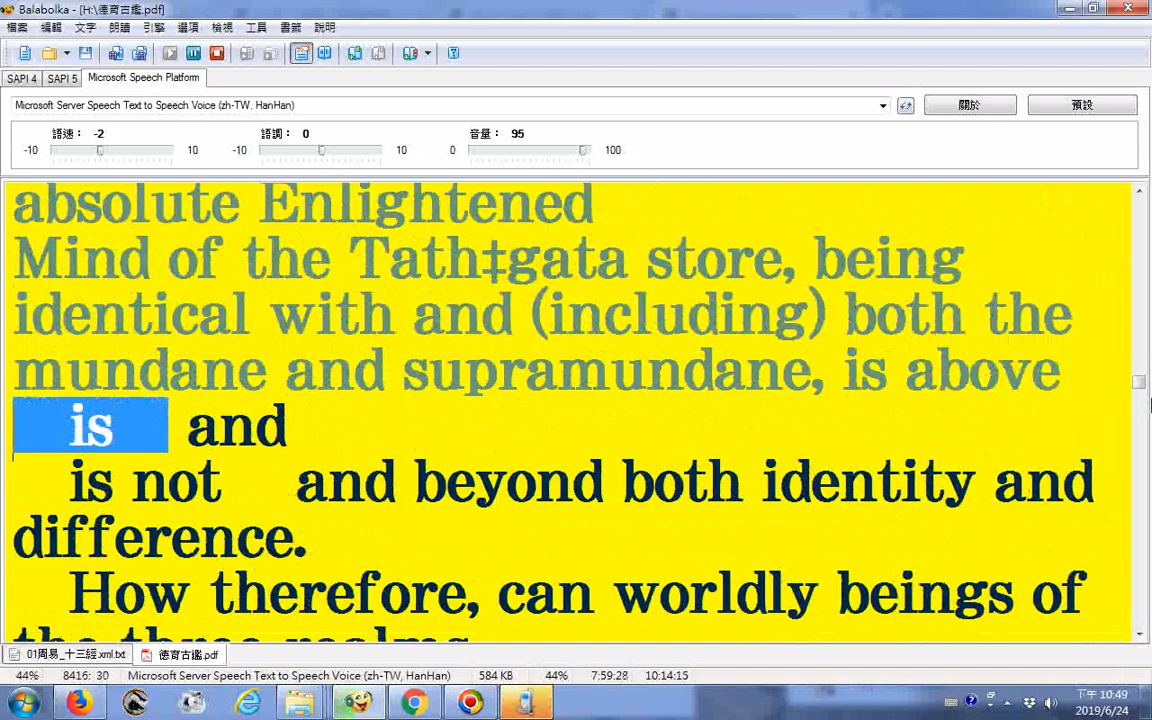 Balabolka - [H:\德育古鑑.pdf]
檔案 編輯 文字 朗讀 引擎 選項 檢視 工具 書籤 說明
SAPI 4 SAPI 5 Microsoft Speech Platform
Microsoft Server Speech Text to Speech Voice (zh-TW, HanHan) 關於 預設
語速： -2 語調： 0 音量： 95
-10 10 -10 10 0 100
absolute Enlightened
Mind of the Tath‡gata store, being
identical with and (including) both the
mundane and supramundane, is above
is and
is not and beyond both identity and
difference.
How therefore, can worldly beings of
the three realms
01周易_十三經.xml.txt 德育古鑑.pdf
44% 8416: 30 Microsoft Server Speech Text to Speech Voice (zh-TW, HanHan) 584 KB 44% 7:59:28 10:14:15
下午 10:49
2019/6/24